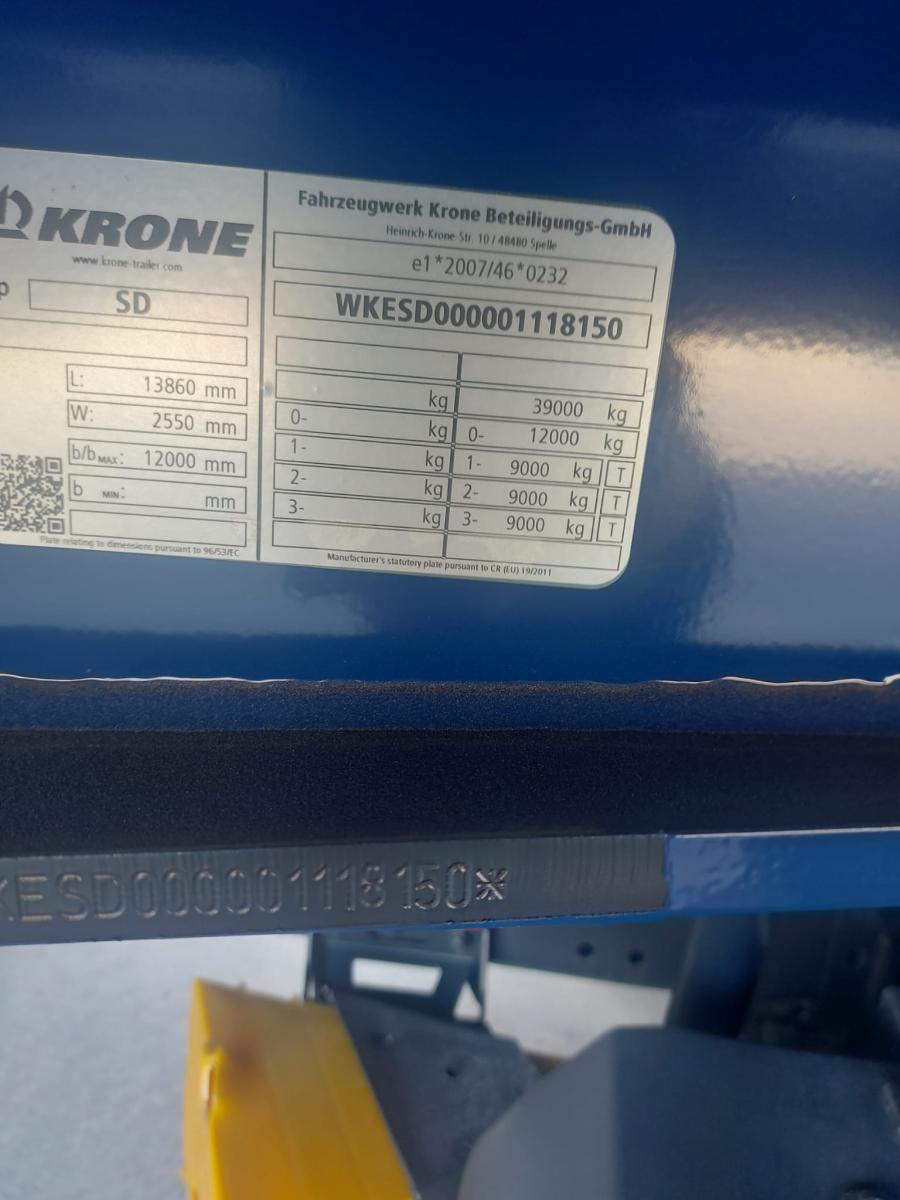 KRONE
www.krone-trailer.com
p SD
L: 13860 mm
W: 2550 mm
b/b MAX: 12000 mm
b MIN: mm
Plate relating to dimensions pursuant to 96/53/EC
Fahrzeugwerk Krone Beteiligungs-GmbH
Heinrich-Krone-Str. 10 / 48480 Spelle
e1*2007/46*0232
WKESD000001118150
kg 39000 kg
0- kg 0- 12000 kg
1- kg 1- 9000 kg T
2- kg 2- 9000 kg T
3- kg 3- 9000 kg T
Manufacturer's statutory plate pursuant to CR (EU) 19/2011
KESD000001118150*